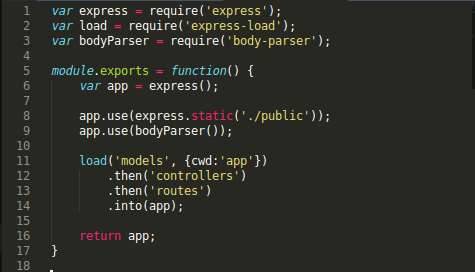 1 var express = require('express');
2 var load = require('express-load');
3 var bodyParser = require('body-parser');
4
5 module.exports = function() {
6 var app = express();
7
8 app.use(express.static('./public'));
9 app.use(bodyParser());
10
11 load('models', {cwd:'app'})
12 .then('controllers')
13 .then('routes')
14 .into(app);
15
16 return app;
17 }
18